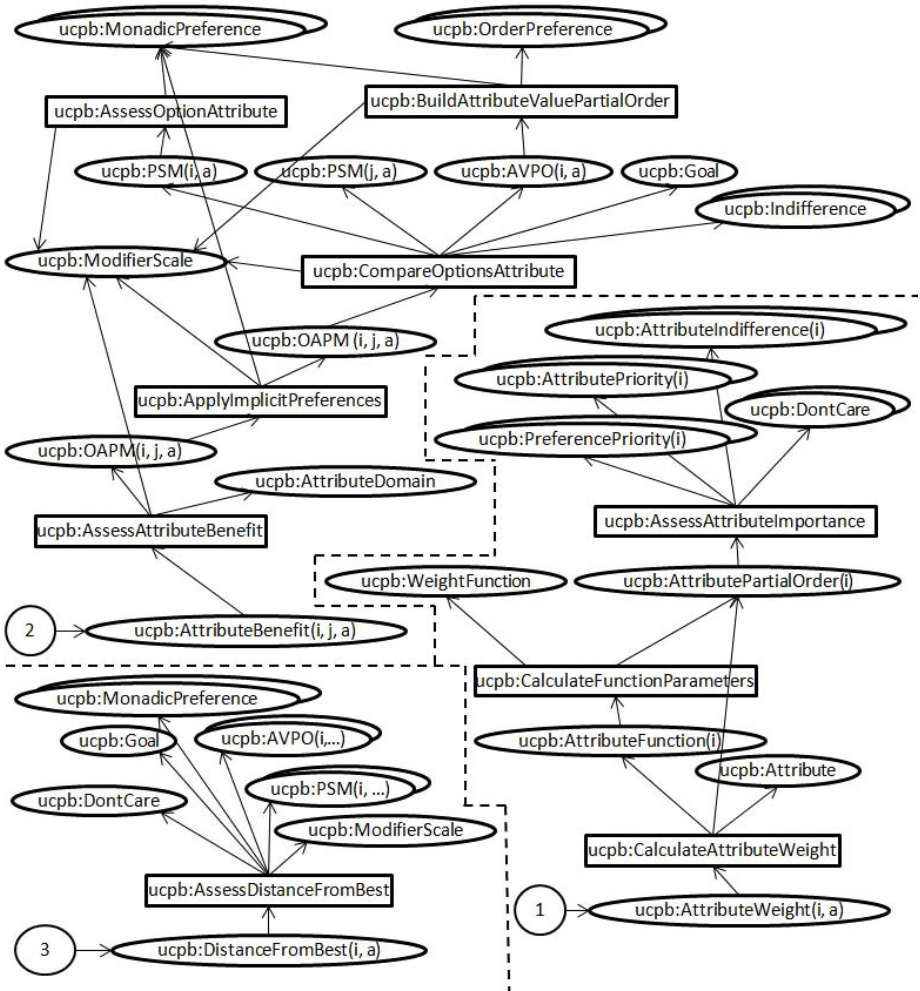 ucpb:MonadicPreference
ucpb:OrderPreference
ucpb:AssessOptionAttribute
ucpb:BuildAttributeValuePartialOrder
ucpb:PSM(i, a)
ucpb:PSM(j, a)
ucpb:AVPO(i, a)
ucpb:Goal
ucpb:Indifference
ucpb:ModifierScale
ucpb:CompareOptionsAttribute
ucpb:OAPM (i, j, a)
ucpb:ApplyImplicitPreferences
ucpb:OAPM(i, j, a)
ucpb:AttributeDomain
ucpb:AssessAttributeBenefit
2
ucpb:AttributeBenefit(i, j, a)
ucpb:AttributeIndifference(i)
ucpb:AttributePriority(i)
ucpb:DontCare
ucpb:PreferencePriority(i)
ucpb:AssessAttributeImportance
ucpb:WeightFunction
ucpb:AttributePartialOrder(i)
ucpb:CalculateFunctionParameters
ucpb:AttributeFunction(i)
ucpb:Attribute
ucpb:CalculateAttributeWeight
1
ucpb:AttributeWeight(i, a)
ucpb:MonadicPreference
ucpb:Goal
ucpb:AVPO(i,...)
ucpb:DontCare
ucpb:PSM(i, ...)
ucpb:ModifierScale
ucpb:AssessDistanceFromBest
3
ucpb:DistanceFromBest(i, a)